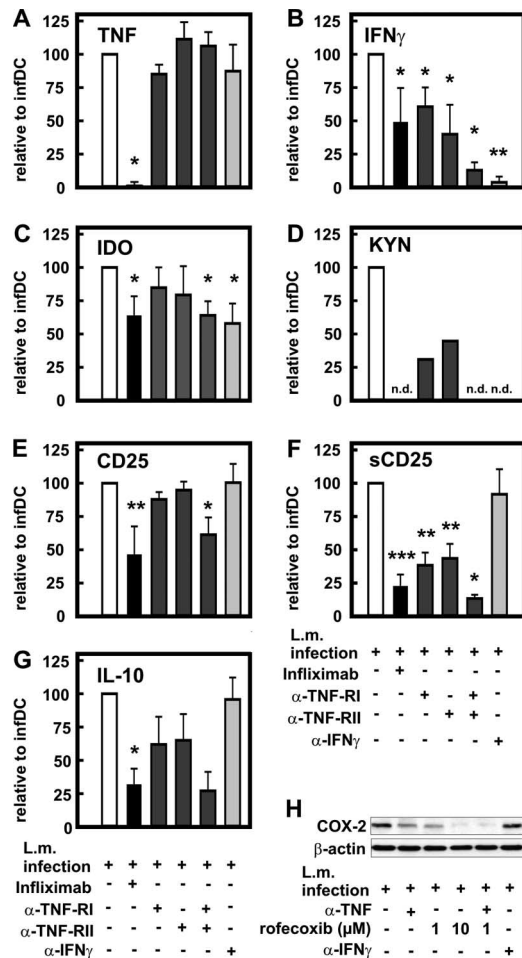 A
TNF
relative to infDC
125
100
75
50
25
0
*
B
IFNγ
relative to infDC
125
100
75
50
25
0
* * * * **
C
IDO
relative to infDC
125
100
75
50
25
0
* * *
D
KYN
relative to infDC
125
100
75
50
25
0
n.d. n.d. n.d.
E
CD25
relative to infDC
125
100
75
50
25
0
** *
F
sCD25
relative to infDC
125
100
75
50
25
0
*** ** ** *
L.m.
infection + + + + + +
Infliximab - + - - - -
α-TNF-RI - - + - + -
α-TNF-RII - - - + + -
α-IFNγ - - - - - +
G
IL-10
relative to infDC
125
100
75
50
25
0
*
L.m.
infection + + + + + +
Infliximab - + - - - -
α-TNF-RI - - + - + -
α-TNF-RII - - - + + -
α-IFNγ - - - - - +
H
COX-2
β-actin
L.m.
infection + + + + + +
α-TNF - + - - + -
rofecoxib (μM) - - 1 10 1 -
α-IFNγ - - - - - +